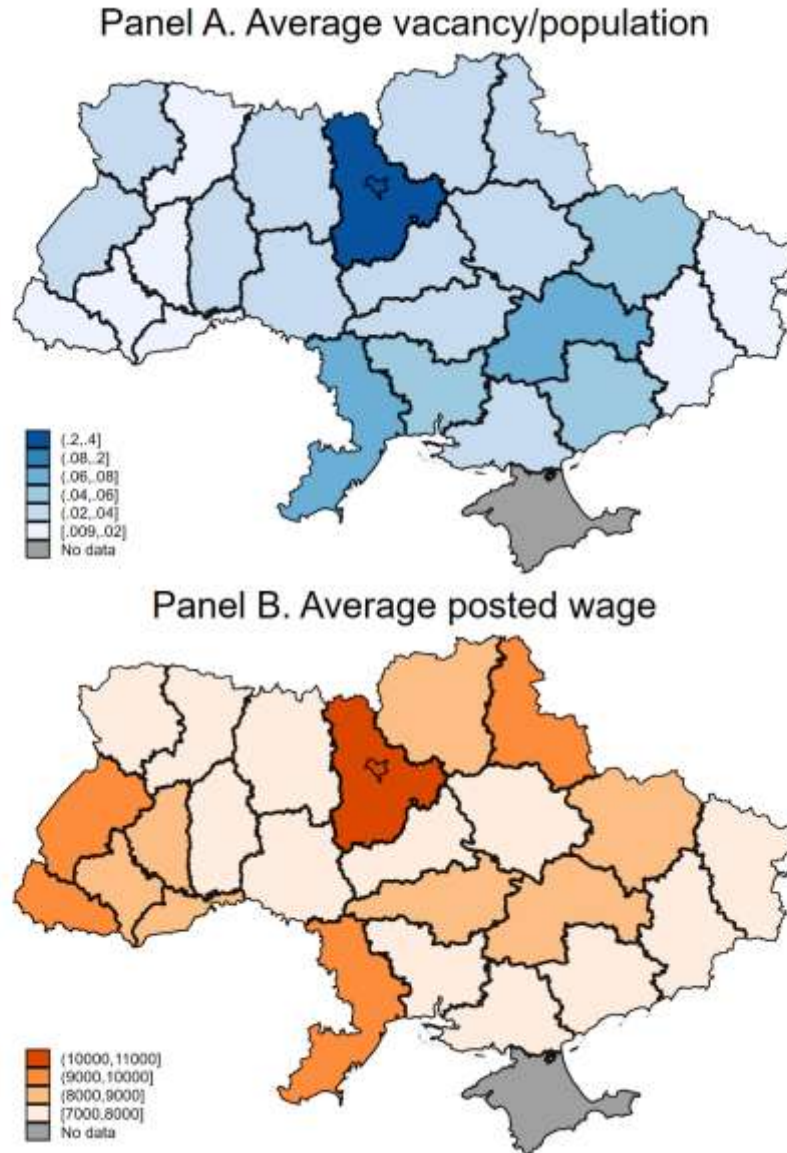 Panel A. Average vacancy/population
(.2,.4]
(.08,.2]
(.06,.08]
(.04,.06]
(.02,.04]
[.009,.02]
No data
Panel B. Average posted wage
(10000,11000]
(9000,10000]
(8000,9000]
[7000,8000]
No data